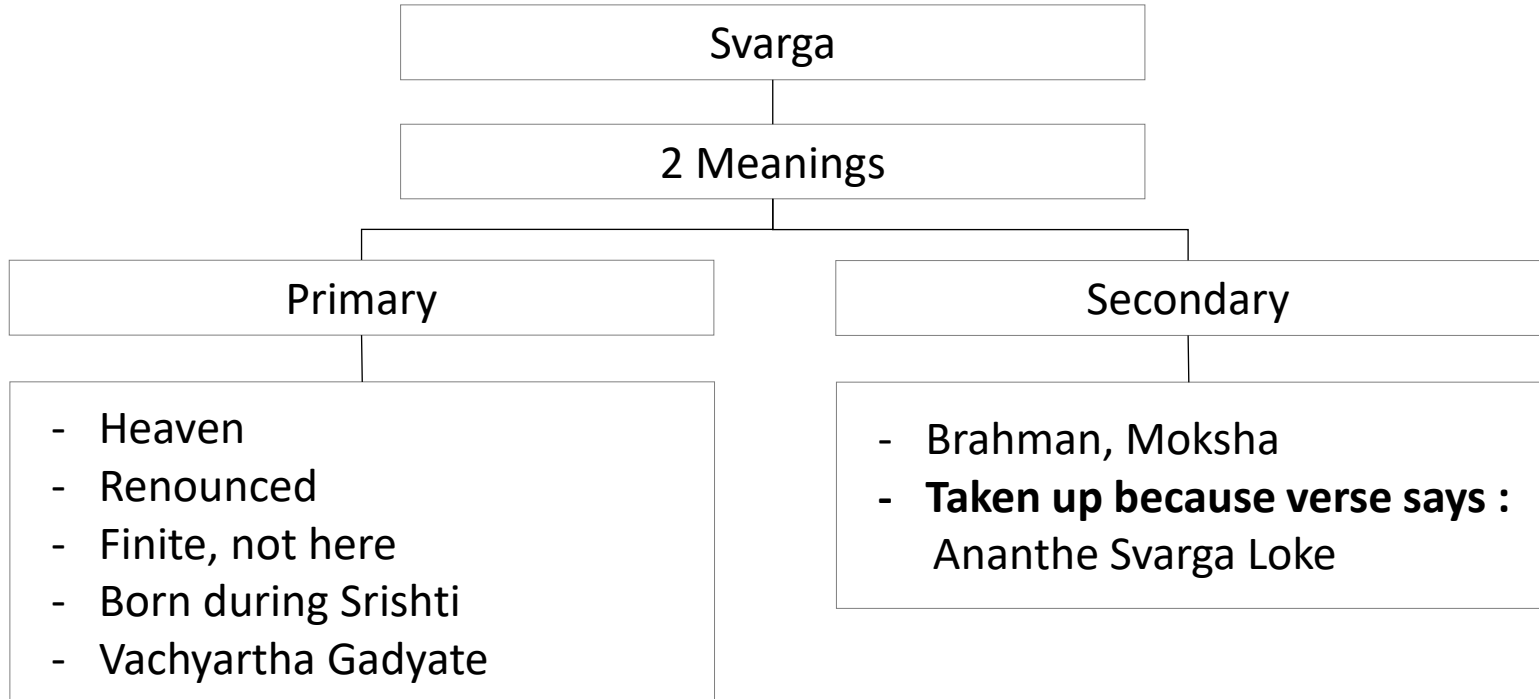 Svarga
2 Meanings
Primary
Secondary
- Heaven
- Renounced
- Finite, not here
- Born during Srishti
- Vachyartha Gadyate
- Brahman, Moksha
- Taken up because verse says :
Ananthe Svarga Loke